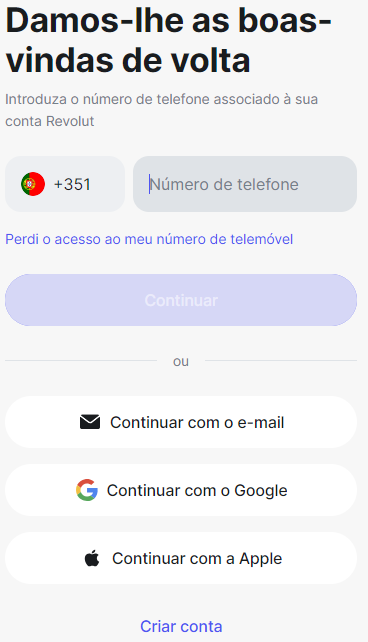 Damos-lhe as boas-
vindas de volta
Introduza o número de telefone associado à sua
conta Revolut
+351 Número de telefone
Perdi o acesso ao meu número de telemóvel
Continuar
ou
Continuar com o e-mail
Continuar com o Google
Continuar com a Apple
Criar conta